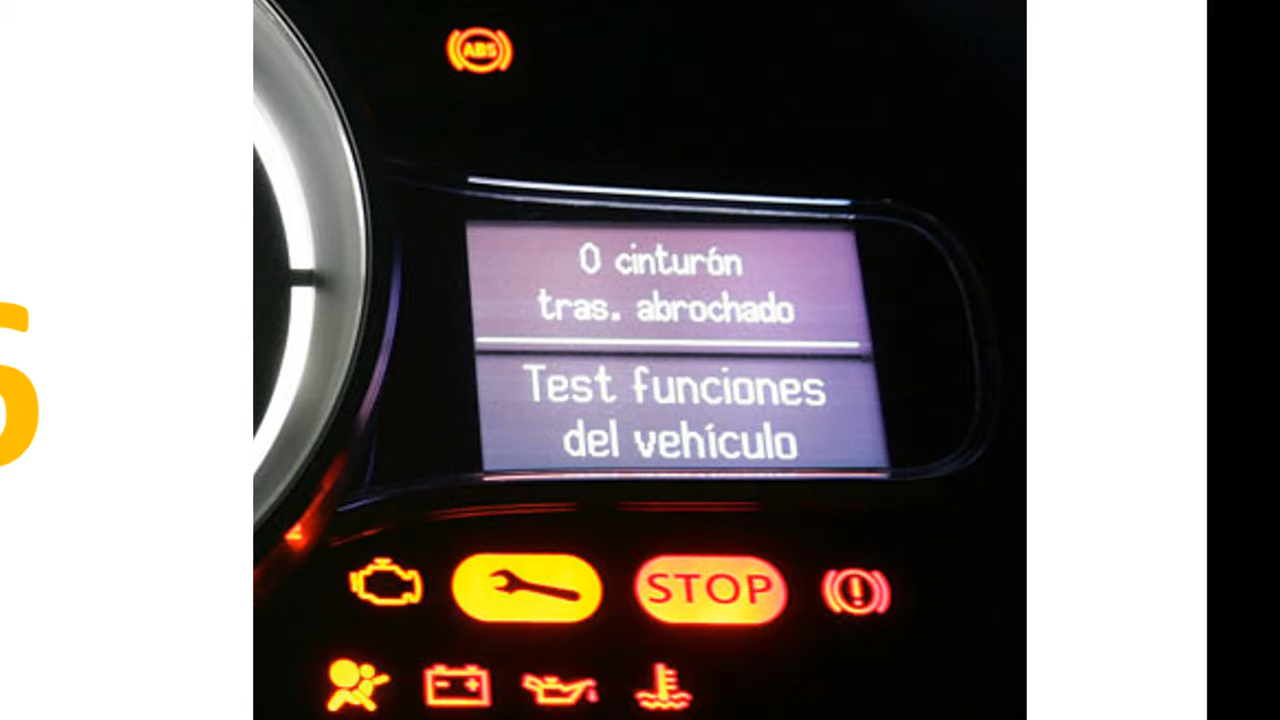 ABS
0 cinturón
tras. abrochado
Test funciones
del vehículo
STOP